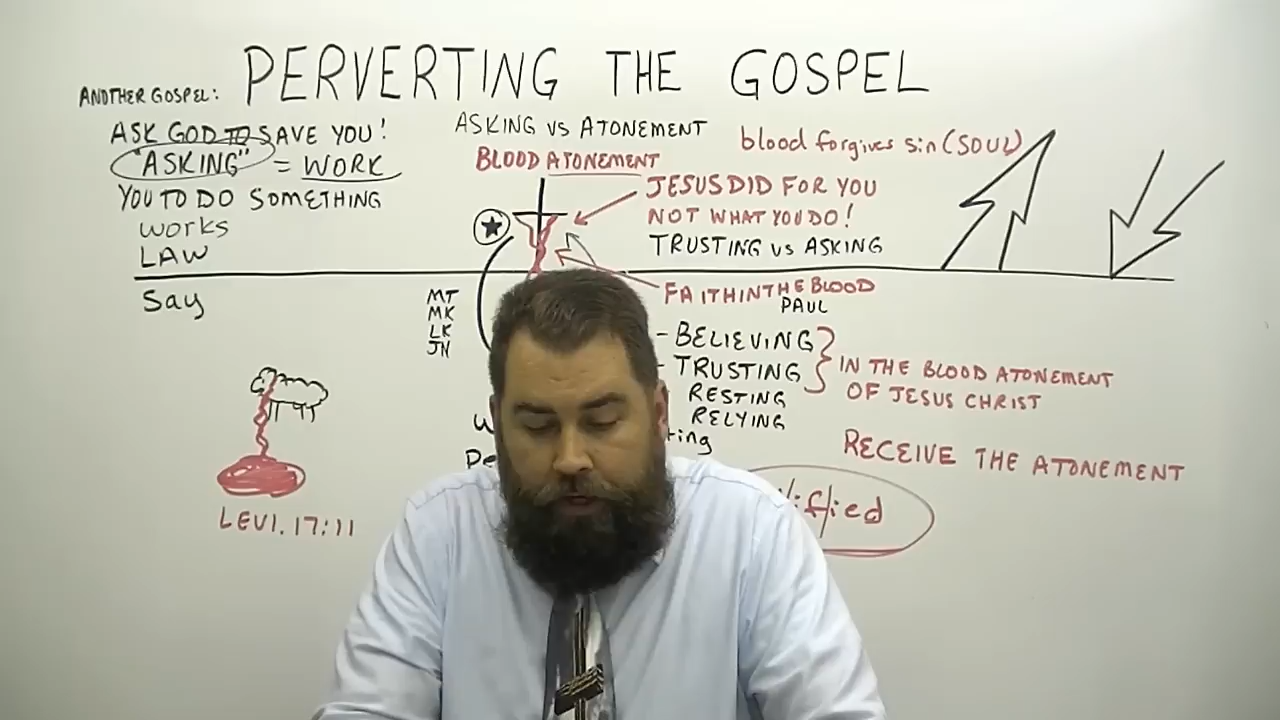 PERVERTING THE GOSPEL
ANOTHER GOSPEL:
ASK GOD TO SAVE YOU!
"ASKING" = WORK
YOU TO DO SOMETHING
WORKS
LAW
Say
LEVI. 17:11
ASKING VS ATONEMENT
BLOOD ATONEMENT
blood forgives sin (SOUL)
JESUS DID FOR YOU
NOT WHAT YOU DO!
TRUSTING VS ASKING
FAITH IN THE BLOOD
PAUL
MT
MK
LK
JN
- BELIEVING
- TRUSTING
RESTING
RELYING
IN THE BLOOD ATONEMENT
OF JESUS CHRIST
RECEIVE THE ATONEMENT